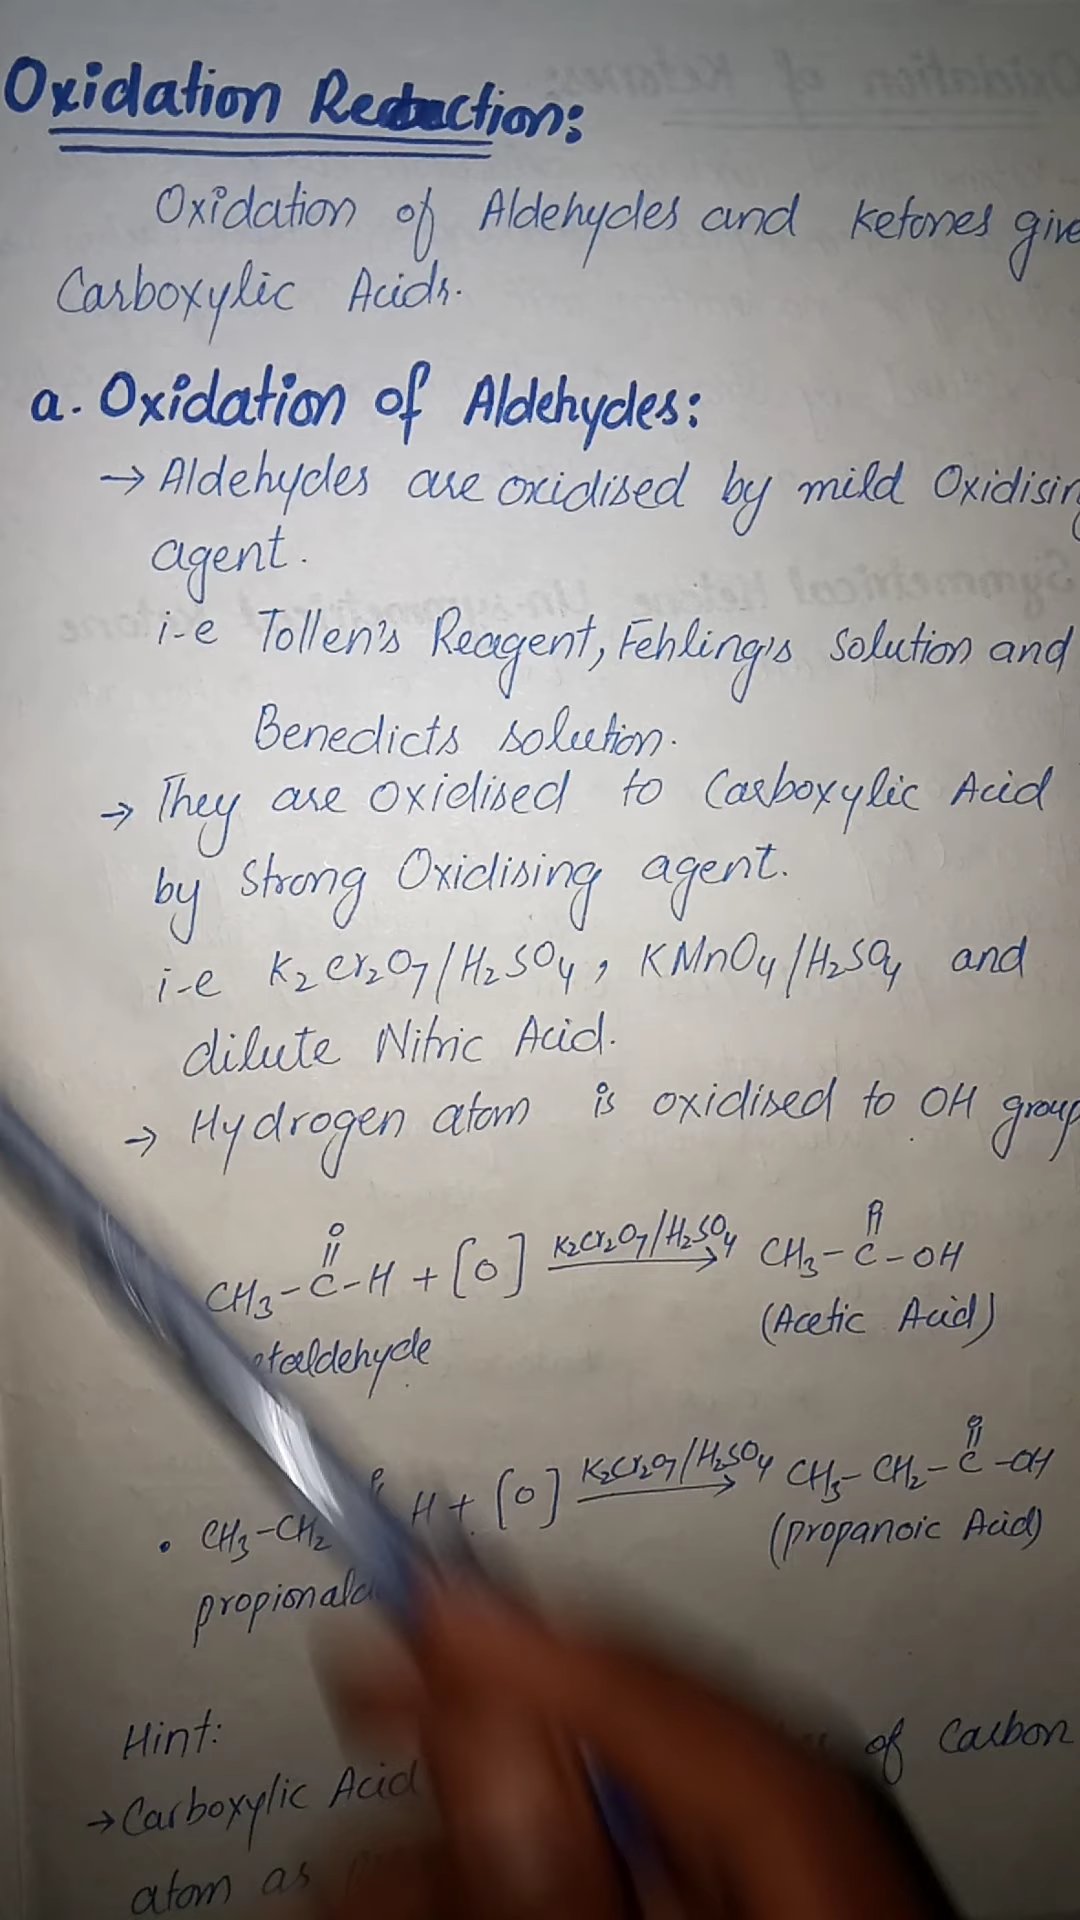 Oxidation Reduction:
Oxidation of Aldehydes and Ketones give
Carboxylic Acids.
a. Oxidation of Aldehydes:
→ Aldehydes are oxidised by mild Oxidising
agent.
i-e Tollen's Reagent, Fehling's solution and
Benedicts solution.
→ They are oxidised to Carboxylic Acid
by Strong Oxidising agent.
i-e K₂Cr₂O₇/H₂SO₄, KMnO₄/H₂SO₄ and
dilute Nitric Acid.
→ Hydrogen atom is oxidised to OH group
O O
CH₃-C-H + [O] K₂Cr₂O₇/H₂SO₄ → CH₃-C-OH
etaldehyde (Acetic Acid)
O
• CH₃-CH₂ H + [O] K₂Cr₂O₇/H₂SO₄ → CH₃-CH₂-C-OH
propionald (propanoic Acid)
Hint:
→ Carboxylic Acid of Carbon
atom as